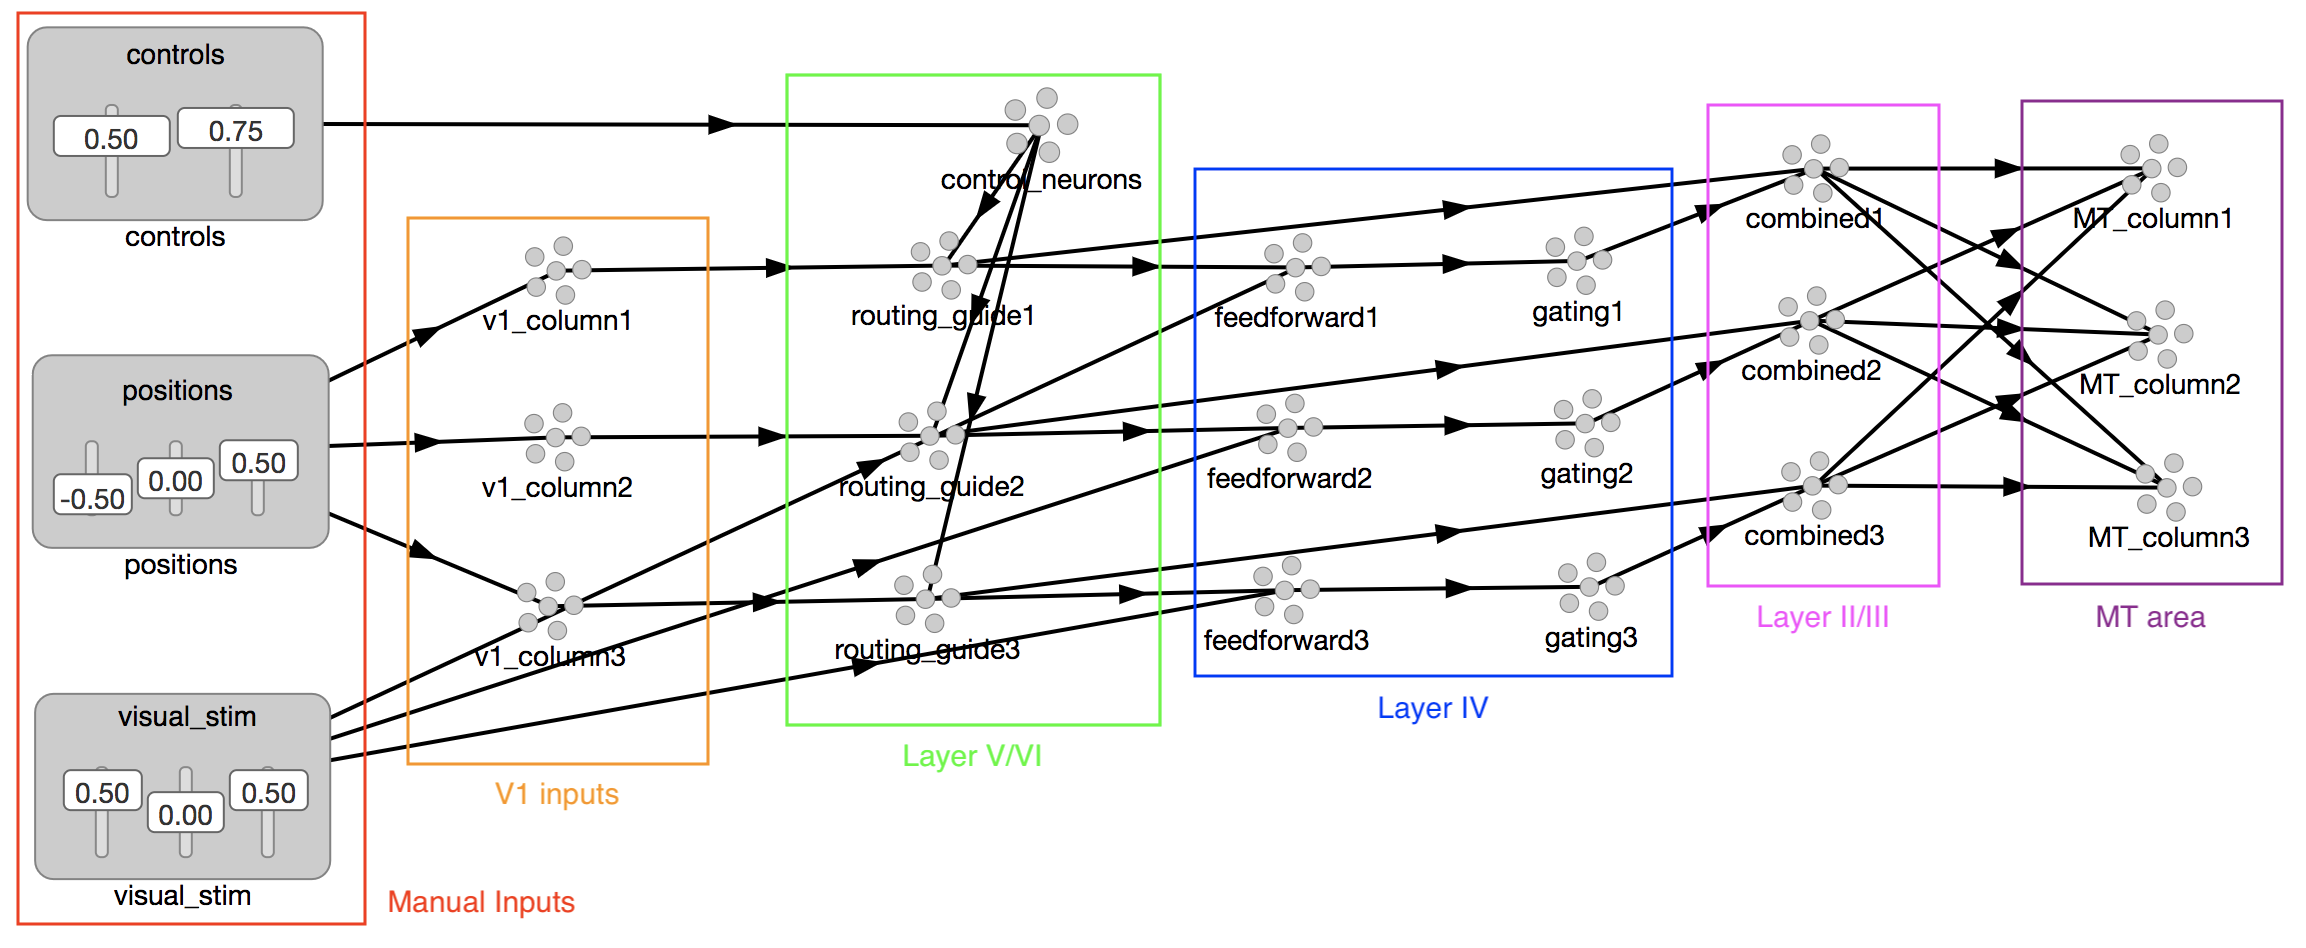 controls
0.50
0.75
controls
positions
-0.50
0.00
0.50
positions
visual_stim
0.50
0.00
0.50
visual_stim
Manual Inputs
v1_column1
v1_column2
v1_column3
V1 inputs
control_neurons
routing_guide1
routing_guide2
routing_guide3
Layer V/VI
feedforward1
gating1
feedforward2
gating2
feedforward3
gating3
Layer IV
combined1
combined2
combined3
Layer II/III
MT_column1
MT_column2
MT_column3
MT area